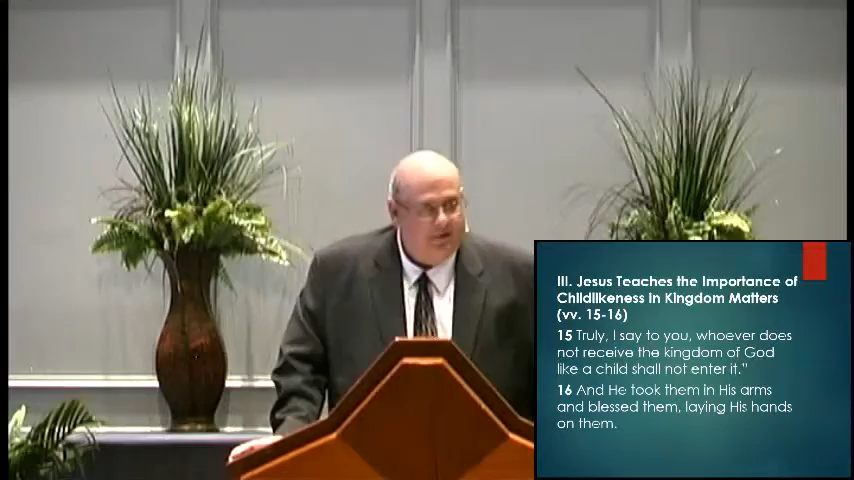 III. Jesus Teaches the Importance of
Childlikeness in Kingdom Matters
(vv. 15-16)
15 Truly, I say to you, whoever does
not receive the kingdom of God
like a child shall not enter it."
16 And He took them in His arms
and blessed them, laying His hands
on them.